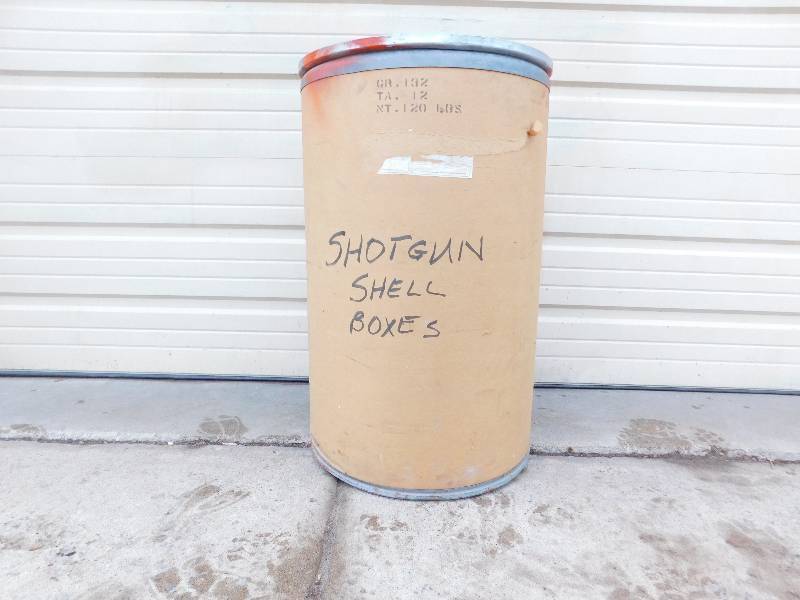 GR.132
TA. 12
NT.120 LBS
SHOTGUN
SHELL
BOXES